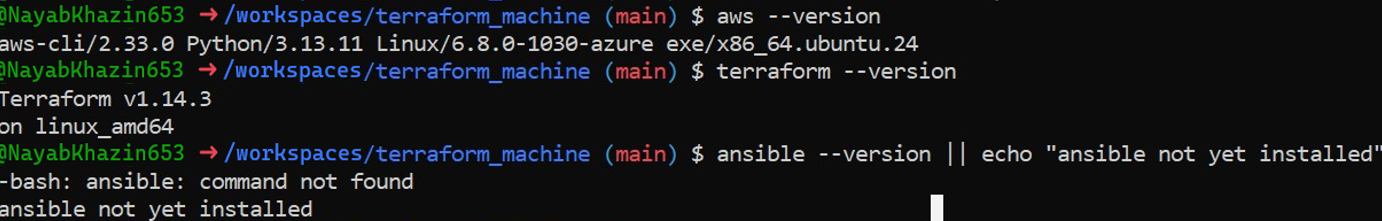 @NayabKhazin653 ➜ /workspaces/terraform_machine (main) $ aws --version
aws-cli/2.33.0 Python/3.13.11 Linux/6.8.0-1030-azure exe/x86_64.ubuntu.24
@NayabKhazin653 ➜ /workspaces/terraform_machine (main) $ terraform --version
Terraform v1.14.3
on linux_amd64
@NayabKhazin653 ➜ /workspaces/terraform_machine (main) $ ansible --version || echo "ansible not yet installed"
-bash: ansible: command not found
ansible not yet installed